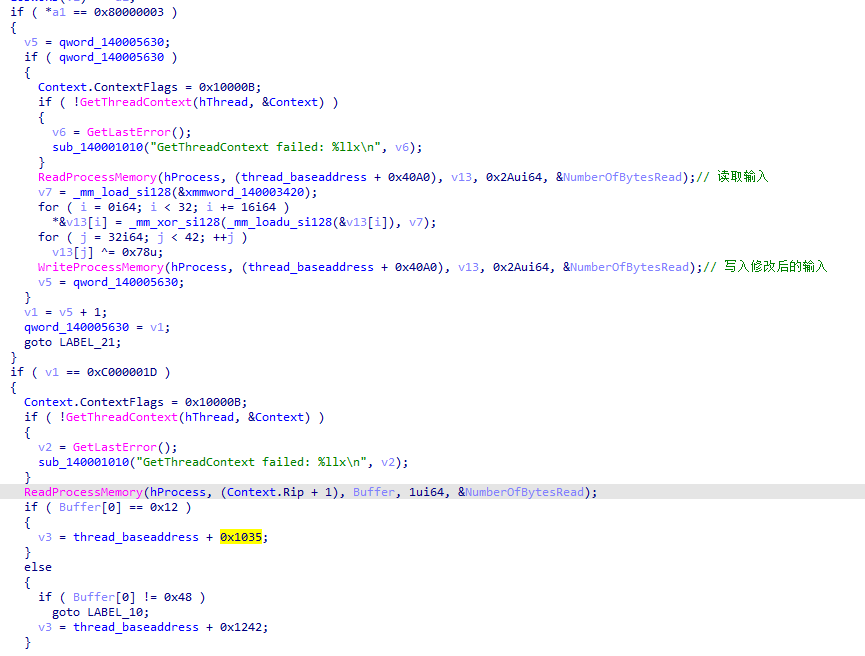 if ( *a1 == 0x80000003 )
{
v5 = qword_140005630;
if ( qword_140005630 )
{
Context.ContextFlags = 0x10000B;
if ( !GetThreadContext(hThread, &Context) )
{
v6 = GetLastError();
sub_140001010("GetThreadContext failed: %llx\n", v6);
}
ReadProcessMemory(hProcess, (thread_baseaddress + 0x40A0), v13, 0x2Aui64, &NumberOfBytesRead);// 读取输入
v7 = _mm_load_si128(&xmmword_140003420);
for ( i = 0i64; i < 32; i += 16i64 )
*&v13[i] = _mm_xor_si128(_mm_loadu_si128(&v13[i]), v7);
for ( j = 32i64; j < 42; ++j )
v13[j] ^= 0x78u;
WriteProcessMemory(hProcess, (thread_baseaddress + 0x40A0), v13, 0x2Aui64, &NumberOfBytesRead);// 写入修改后的输入
v5 = qword_140005630;
}
v1 = v5 + 1;
qword_140005630 = v1;
goto LABEL_21;
}
if ( v1 == 0xC000001D )
{
Context.ContextFlags = 0x10000B;
if ( !GetThreadContext(hThread, &Context) )
{
v2 = GetLastError();
sub_140001010("GetThreadContext failed: %llx\n", v2);
}
ReadProcessMemory(hProcess, (Context.Rip + 1), Buffer, 1ui64, &NumberOfBytesRead);
if ( Buffer[0] == 0x12 )
{
v3 = thread_baseaddress + 0x1035;
}
else
{
if ( Buffer[0] != 0x48 )
goto LABEL_10;
v3 = thread_baseaddress + 0x1242;
}